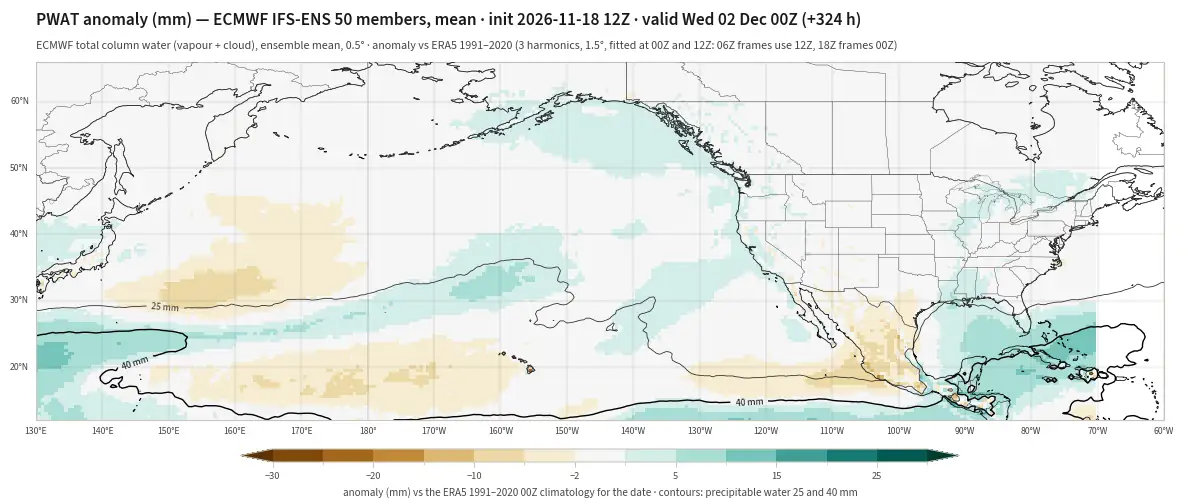 PWAT anomaly (mm) — ECMWF IFS-ENS 50 members, mean · init 2026-11-18 12Z · valid Wed 02 Dec 00Z (+324 h)
ECMWF total column water (vapour + cloud), ensemble mean, 0.5° · anomaly vs ERA5 1991–2020 (3 harmonics, 1.5°, fitted at 00Z and 12Z: 06Z frames use 12Z, 18Z frames 00Z)
60°N
50°N
40°N
30°N
25 mm
20°N
40 mm
40 mm
130°E 140°E 150°E 160°E 170°E 180° 170°W 160°W 150°W 140°W 130°W 120°W 110°W 100°W 90°W 80°W 70°W 60°W
−30 −20 −10 −2 5 15 25
anomaly (mm) vs the ERA5 1991–2020 00Z climatology for the date · contours: precipitable water 25 and 40 mm